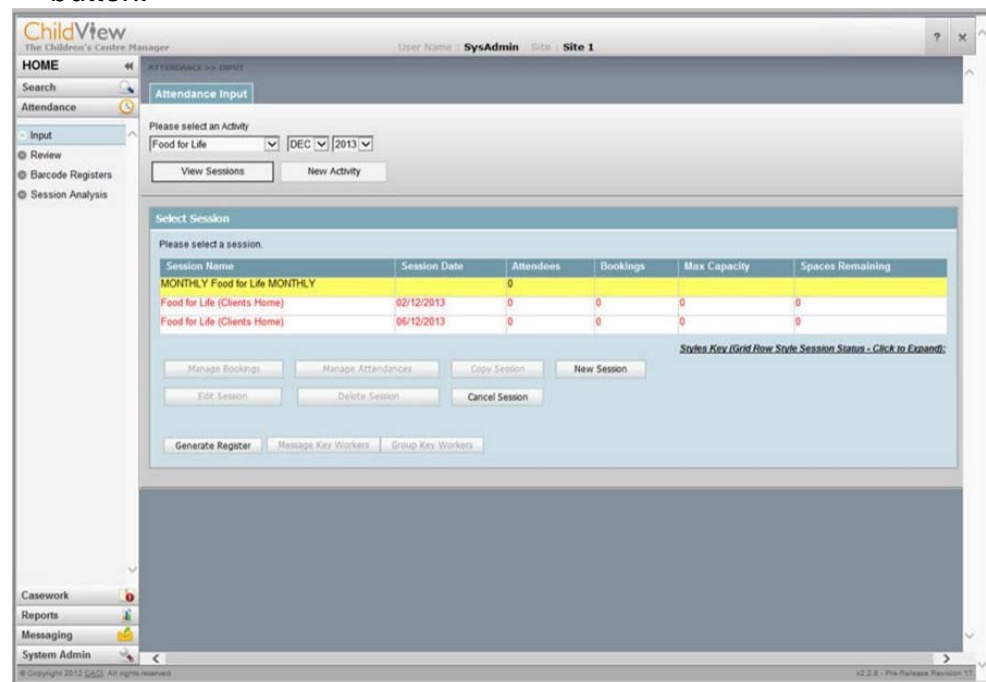 button.
ChildView
The Children's Centre Manager
User Name : SysAdmin Site : Site 1
? ×
HOME
ATTENDANCE >> INPUT
Search
Attendance
Attendance Input
Input
Review
Barcode Registers
Session Analysis
Please select an Activity
Food for Life DEC 2013
View Sessions New Activity
Select Session
Please select a session.
Session Name Session Date Attendees Bookings Max Capacity Spaces Remaining
MONTHLY Food for Life MONTHLY 0
Food for Life (Clients Home) 02/12/2013 0 0 0 0
Food for Life (Clients Home) 06/12/2013 0 0 0 0
Styles Key (Grid Row Style Session Status - Click to Expand):
Manage Bookings Manage Attendances Copy Session New Session
Edit Session Delete Session Cancel Session
Generate Register Message Key Workers Group Key Workers
Casework
Reports
Messaging
System Admin
© Copyright 2012 CACI. All rights reserved
v2.2.8 - Pre-Release Revision 17